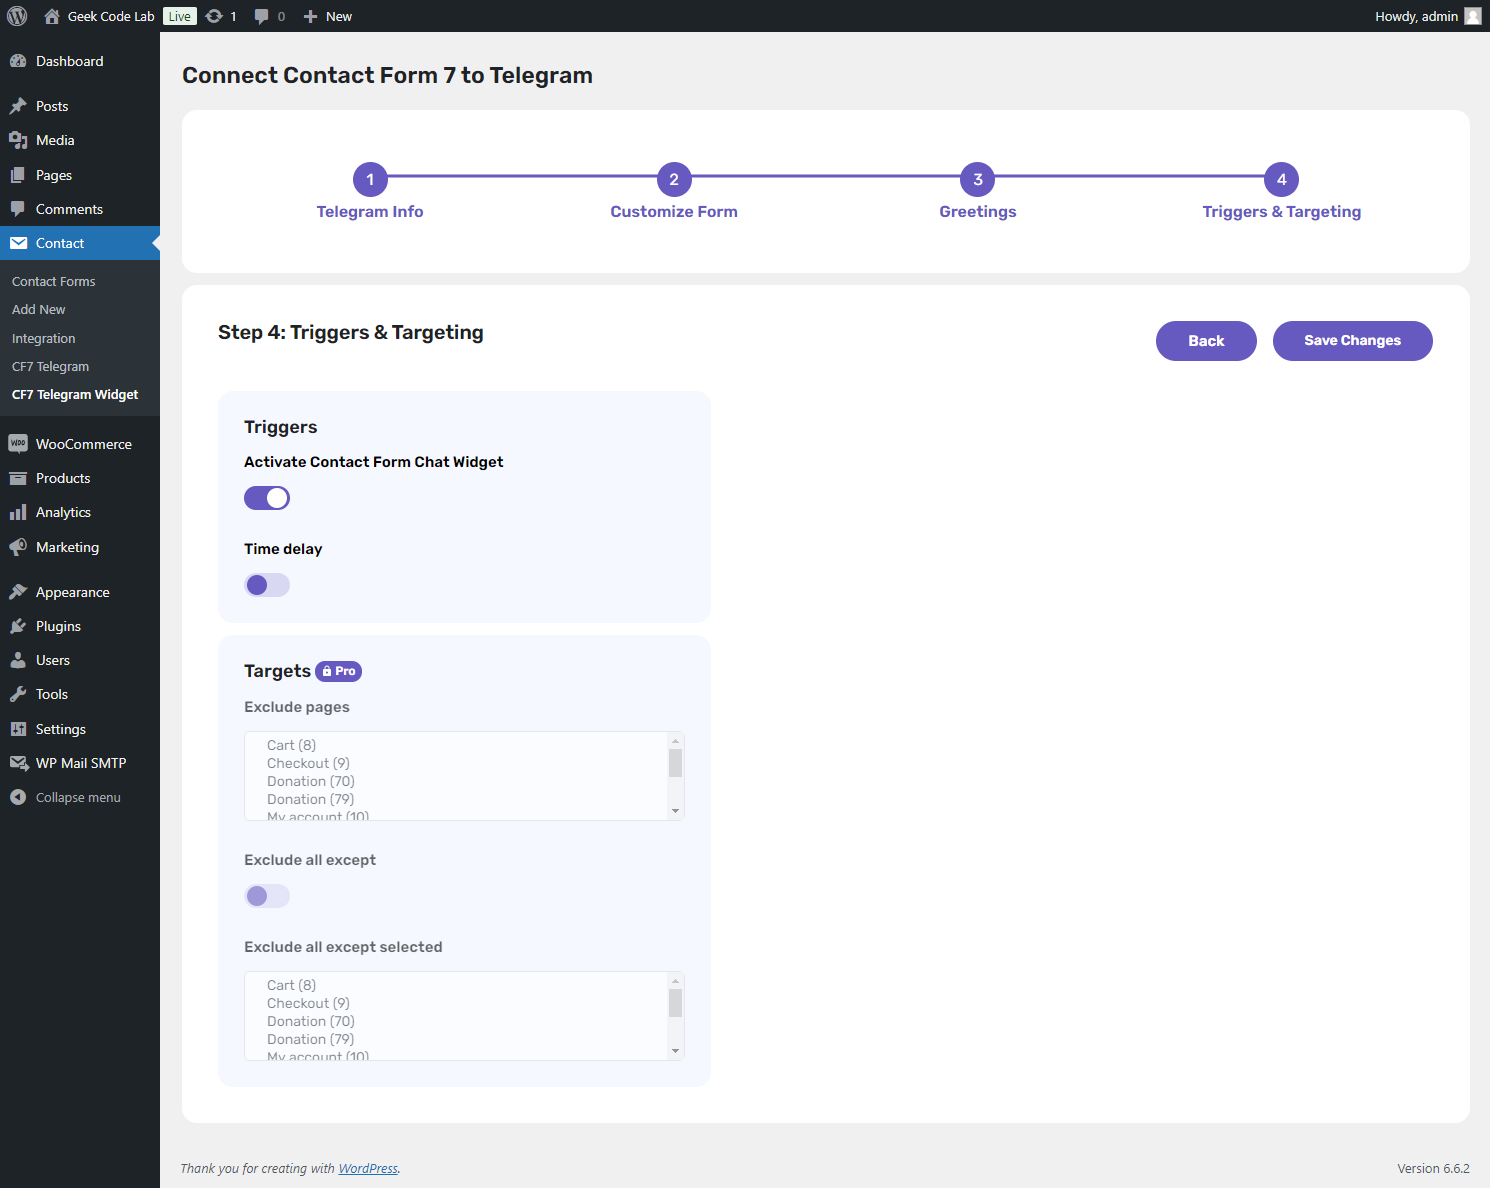 Geek Code Lab Live 1 0 New
Howdy, admin
Dashboard
Posts
Media
Pages
Comments
Contact
Contact Forms
Add New
Integration
CF7 Telegram
CF7 Telegram Widget
WooCommerce
Products
Analytics
Marketing
Appearance
Plugins
Users
Tools
Settings
WP Mail SMTP
Collapse menu
Connect Contact Form 7 to Telegram
1 2 3 4
Telegram Info Customize Form Greetings Triggers & Targeting
Step 4: Triggers & Targeting
Back Save Changes
Triggers
Activate Contact Form Chat Widget
Time delay
Targets Pro
Exclude pages
Cart (8)
Checkout (9)
Donation (70)
Donation (79)
My account (10)
Exclude all except
Exclude all except selected
Cart (8)
Checkout (9)
Donation (70)
Donation (79)
My account (10)
Thank you for creating with WordPress.
Version 6.6.2